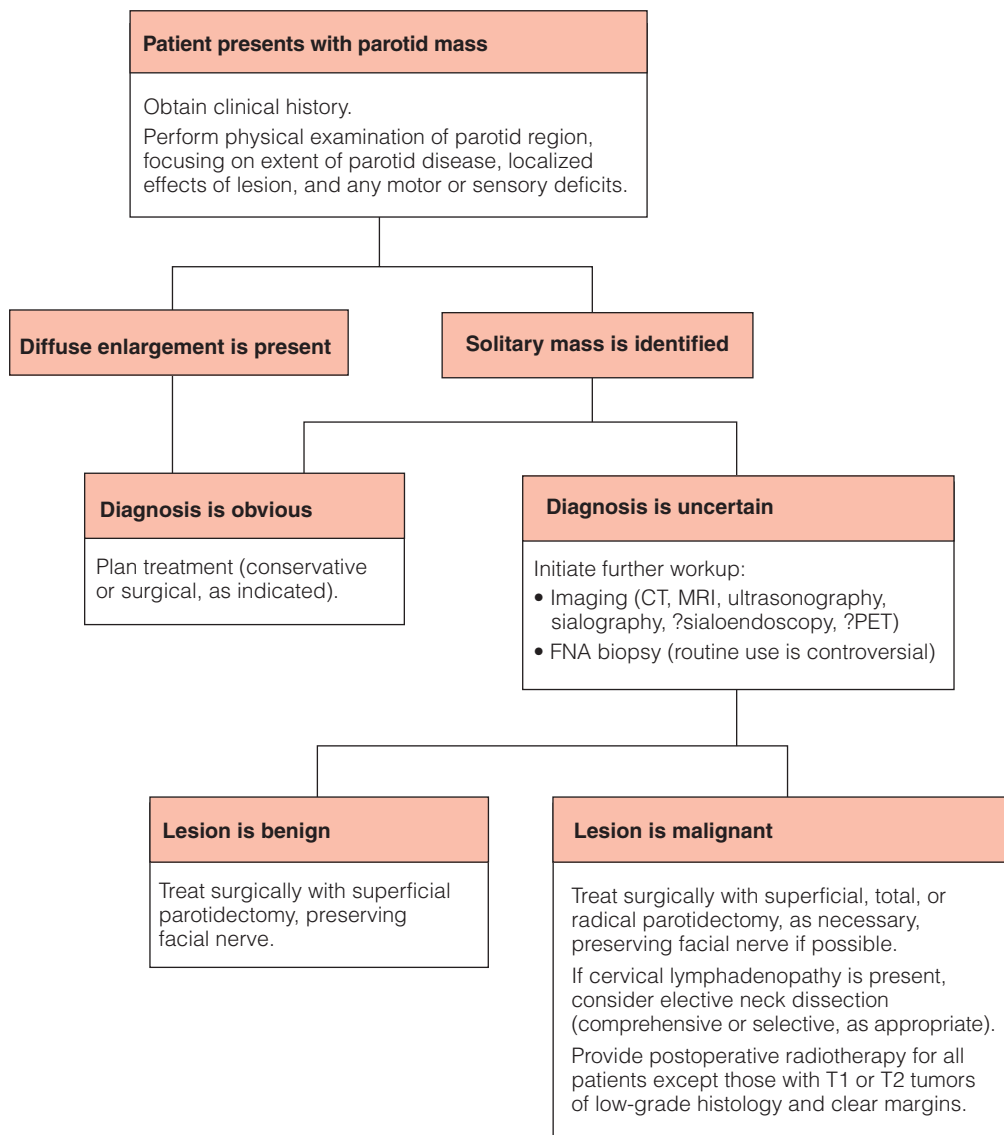 Patient presents with parotid mass
Obtain clinical history.
Perform physical examination of parotid region,
focusing on extent of parotid disease, localized
effects of lesion, and any motor or sensory deficits.
Diffuse enlargement is present
Solitary mass is identified
Diagnosis is obvious
Plan treatment (conservative
or surgical, as indicated).
Diagnosis is uncertain
Initiate further workup:
• Imaging (CT, MRI, ultrasonography,
sialography, ?sialoendoscopy, ?PET)
• FNA biopsy (routine use is controversial)
Lesion is benign
Treat surgically with superficial
parotidectomy, preserving
facial nerve.
Lesion is malignant
Treat surgically with superficial, total, or
radical parotidectomy, as necessary,
preserving facial nerve if possible.
If cervical lymphadenopathy is present,
consider elective neck dissection
(comprehensive or selective, as appropriate).
Provide postoperative radiotherapy for all
patients except those with T1 or T2 tumors
of low-grade histology and clear margins.